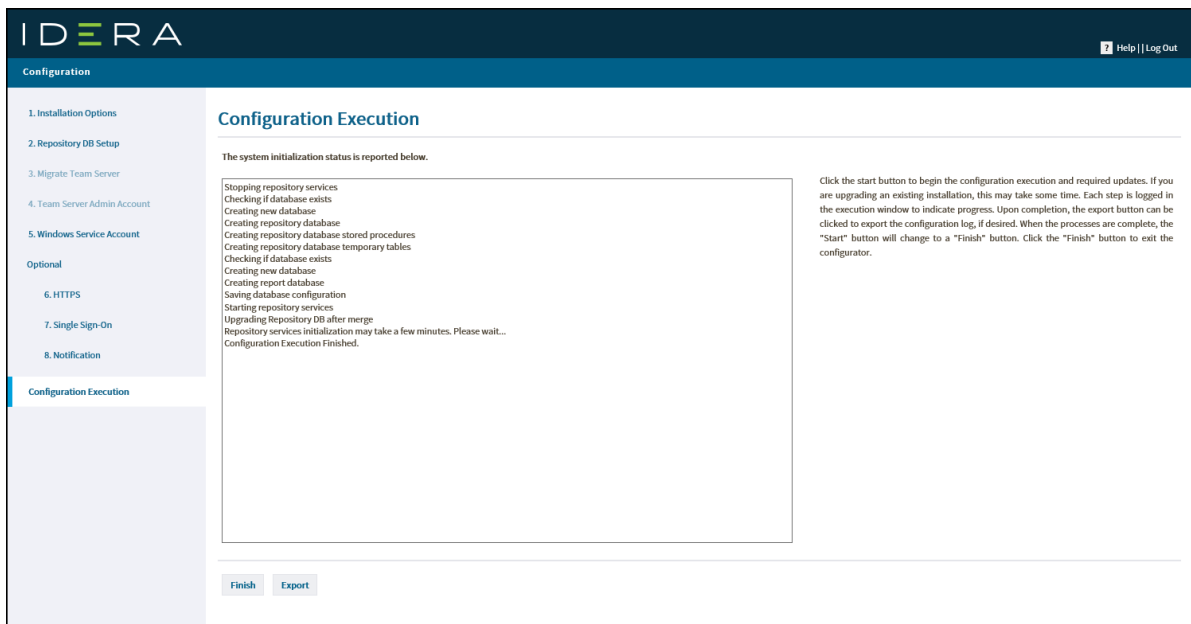 IDERA
? Help || Log Out
Configuration
1. Installation Options
2. Repository DB Setup
3. Migrate Team Server
4. Team Server Admin Account
5. Windows Service Account
Optional
6. HTTPS
7. Single Sign-On
8. Notification
Configuration Execution
Configuration Execution
The system initialization status is reported below.
Stopping repository services
Checking if database exists
Creating new database
Creating repository database
Creating repository database stored procedures
Creating repository database temporary tables
Checking if database exists
Creating new database
Creating report database
Saving database configuration
Starting repository services
Upgrading Repository DB after merge
Repository services initialization may take a few minutes. Please wait...
Configuration Execution Finished.
Click the start button to begin the configuration execution and required updates. If you
are upgrading an existing installation, this may take some time. Each step is logged in
the execution window to indicate progress. Upon completion, the export button can be
clicked to export the configuration log, if desired. When the processes are complete, the
"Start" button will change to a "Finish" button. Click the "Finish" button to exit the
configurator.
Finish
Export